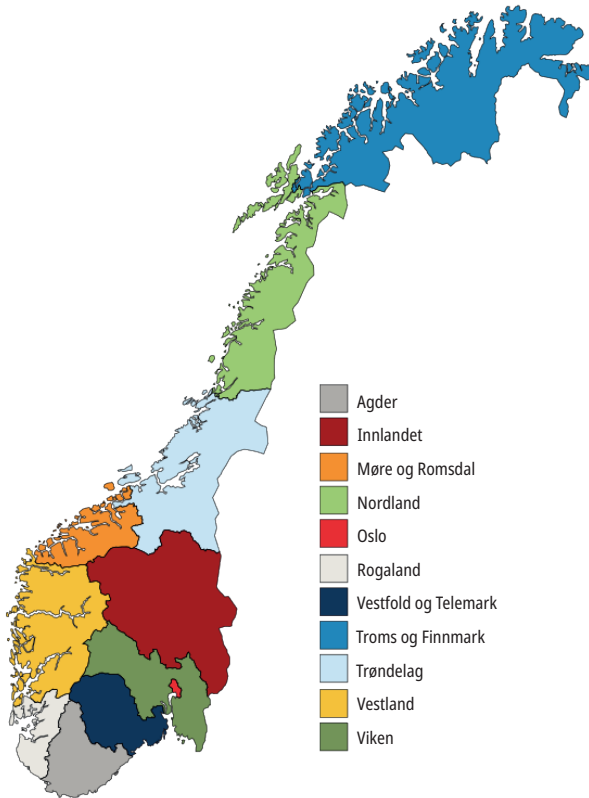 Agder
Innlandet
Møre og Romsdal
Nordland
Oslo
Rogaland
Vestfold og Telemark
Troms og Finnmark
Trøndelag
Vestland
Viken